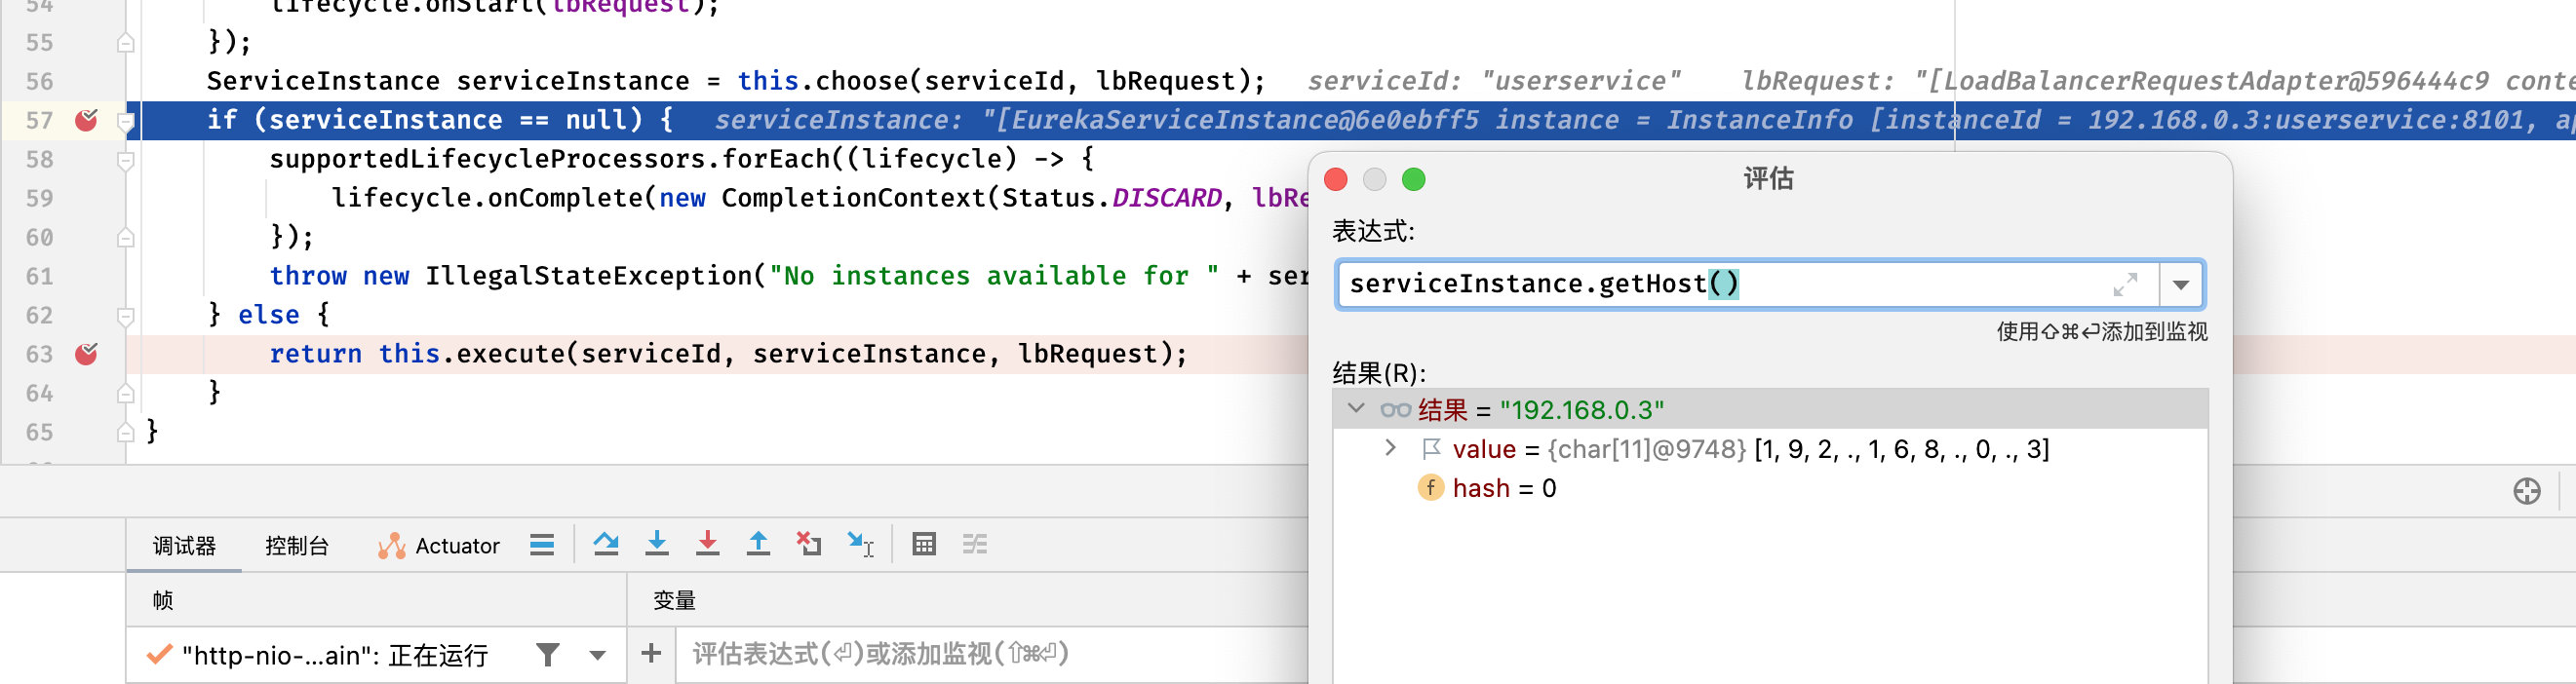 54 lifecycle.onStart(lbRequest);
55 });
56 ServiceInstance serviceInstance = this.choose(serviceId, lbRequest); serviceId: "userservice" lbRequest: "[LoadBalancerRequestAdapter@596444c9 conte
57 if (serviceInstance == null) { serviceInstance: "[EurekaServiceInstance@6e0ebff5 instance = InstanceInfo [instanceId = 192.168.0.3:userservice:8101, a
58 supportedLifecycleProcessors.forEach((lifecycle) -> {
59 lifecycle.onComplete(new CompletionContext(Status.DISCARD, lbRe
60 });
61 throw new IllegalStateException("No instances available for " + ser
62 } else {
63 return this.execute(serviceId, serviceInstance, lbRequest);
64 }
65 }
评估
表达式:
serviceInstance.getHost()
使用⇧⌘⏎添加到监视
结果(R):
结果 = "192.168.0.3"
value = {char[11]@9748} [1, 9, 2, ., 1, 6, 8, ., 0, ., 3]
hash = 0
调试器 控制台 Actuator
帧 变量
"http-nio-...ain": 正在运行 评估表达式(⏎)或添加监视(⇧⌘⏎)